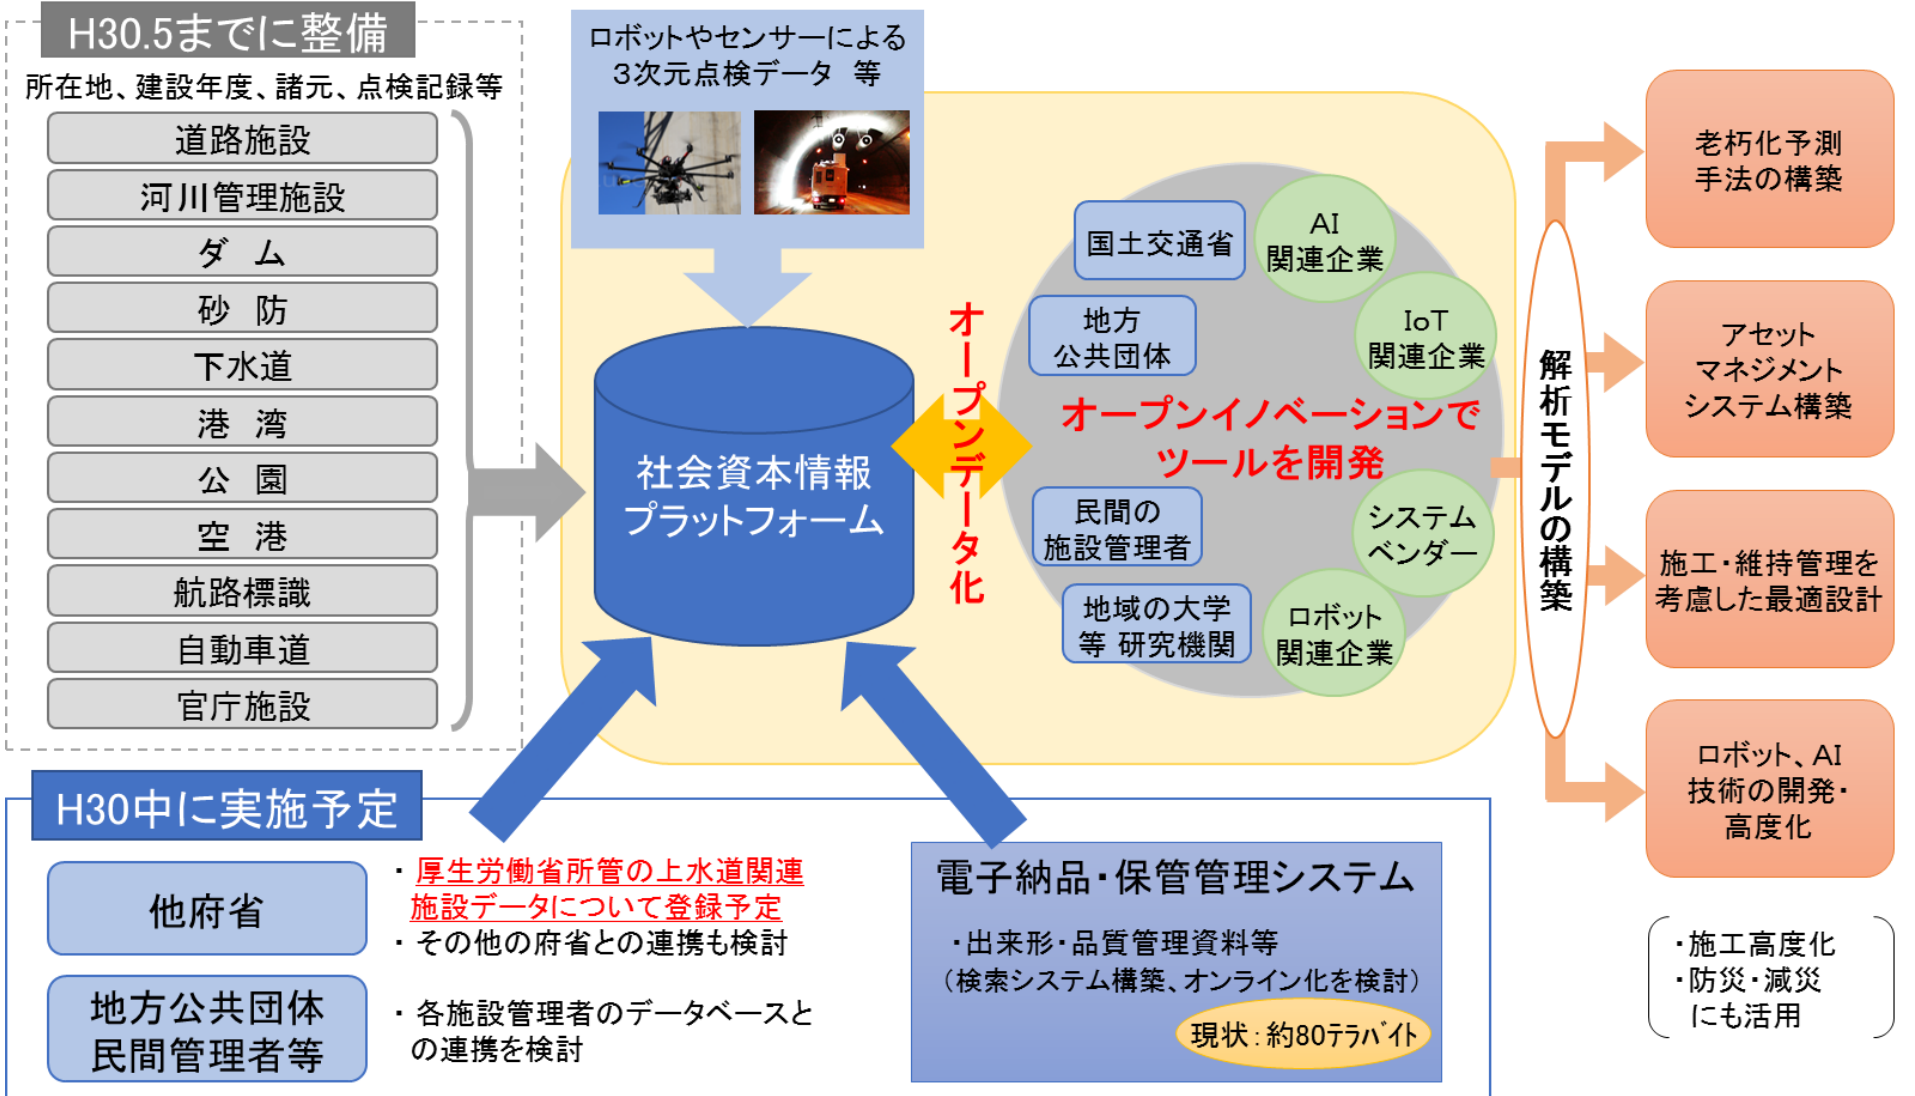 H30.5までに整備
所在地、建設年度、諸元、点検記録等
道路施設
河川管理施設
ダ　ム
砂　防
下水道
港　湾
公　園
空　港
航路標識
自動車道
官庁施設
ロボットやセンサーによる
3次元点検データ　等
社会資本情報
プラットフォーム
オープンデータ化
国土交通省
地方
公共団体
AI
関連企業
IoT
関連企業
オープンイノベーションで
ツールを開発
民間の
施設管理者
地域の大学
等 研究機関
システム
ベンダー
ロボット
関連企業
解析モデルの構築
老朽化予測
手法の構築
アセット
マネジメント
システム構築
施工・維持管理を
考慮した最適設計
ロボット、AI
技術の開発・
高度化
・施工高度化
・防災・減災
にも活用
H30中に実施予定
他府省
・厚生労働省所管の上水道関連
施設データについて登録予定
・その他の府省との連携も検討
地方公共団体
民間管理者等
・各施設管理者のデータベースと
の連携を検討
電子納品・保管管理システム
・出来形・品質管理資料等
（検索システム構築、オンライン化を検討）
現状：約80テラバイト